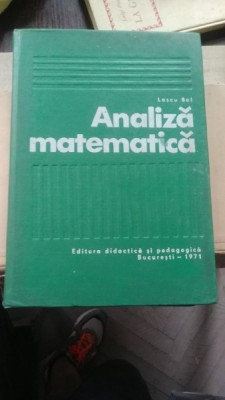 Lascu Bal
Analiză
matematică
Editura didactică și pedagogică
București – 1971